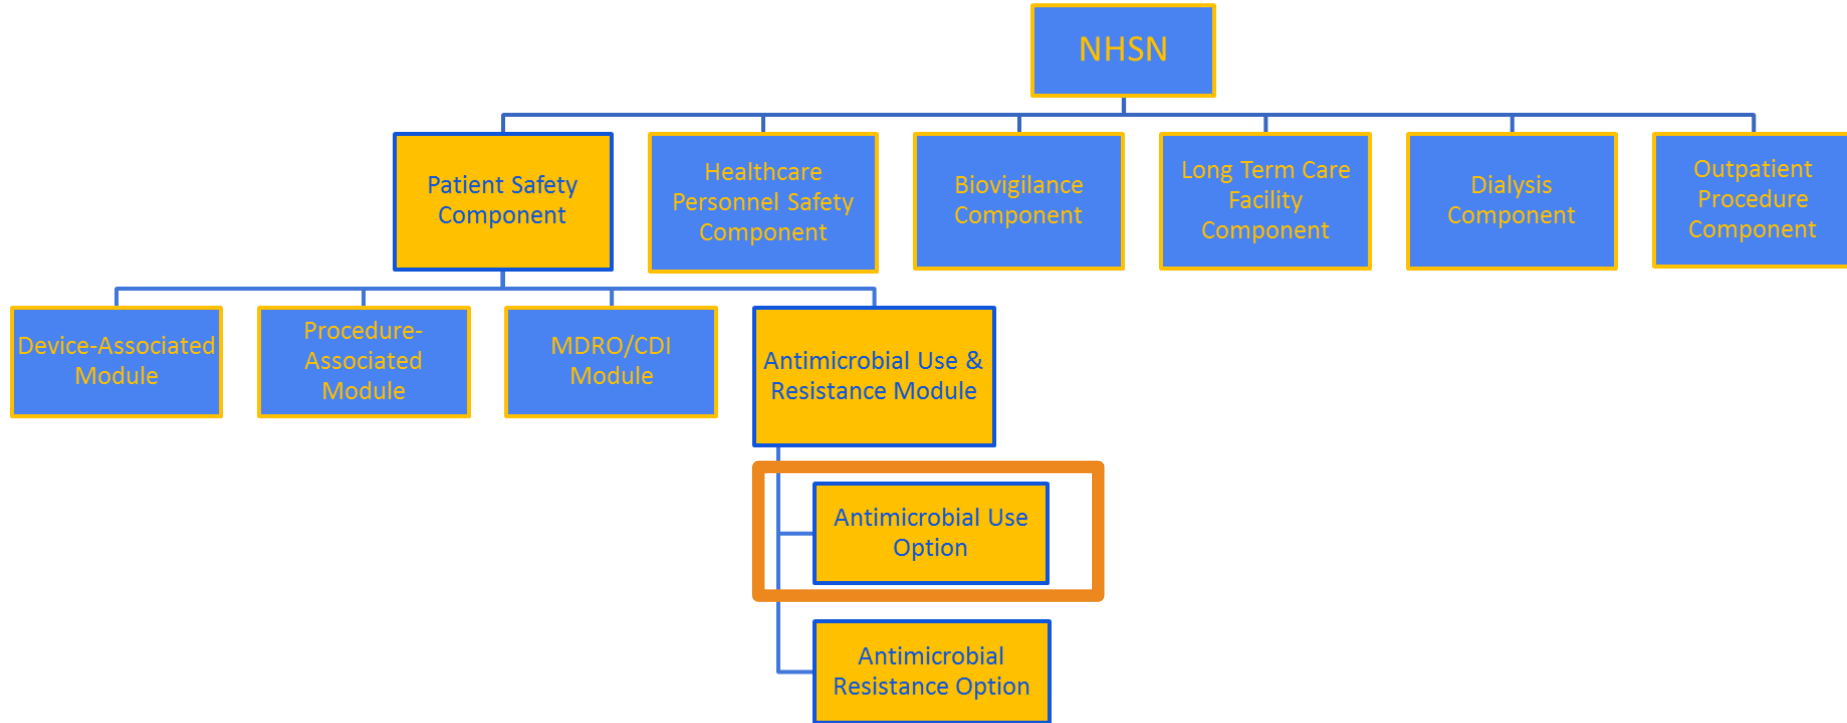 NHSN
Patient Safety
Component
Healthcare
Personnel Safety
Component
Biovigilance
Component
Long Term Care
Facility
Component
Dialysis
Component
Outpatient
Procedure
Component
Device-Associated
Module
Procedure-
Associated
Module
MDRO/CDI
Module
Antimicrobial Use &
Resistance Module
Antimicrobial Use
Option
Antimicrobial
Resistance Option